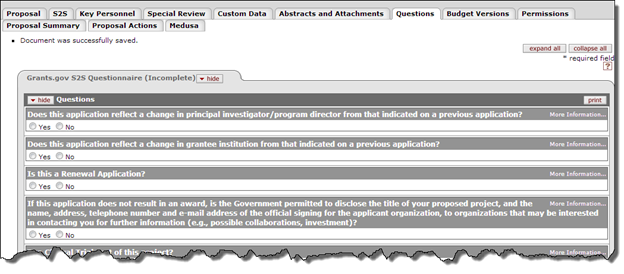 Proposal S2S Key Personnel Special Review Custom Data Abstracts and Attachments Questions Budget Versions Permissions
Proposal Summary Proposal Actions Medusa
Document was successfully saved.
expand all collapse all
* required field
?
Grants.gov S2S Questionnaire (Incomplete) hide
hide Questions print
Does this application reflect a change in principal investigator/program director from that indicated on a previous application? More Information...
Yes No
Does this application reflect a change in grantee institution from that indicated on a previous application? More Information...
Yes No
Is this a Renewal Application? More Information...
Yes No
If this application does not result in an award, is the Government permitted to disclose the title of your proposed project, and the More Information...
name, address, telephone number and e-mail address of the official signing for the applicant organization, to organizations that may be interested
in contacting you for further information (e.g., possible collaborations, investment)?
Yes No
of this project? More Information...